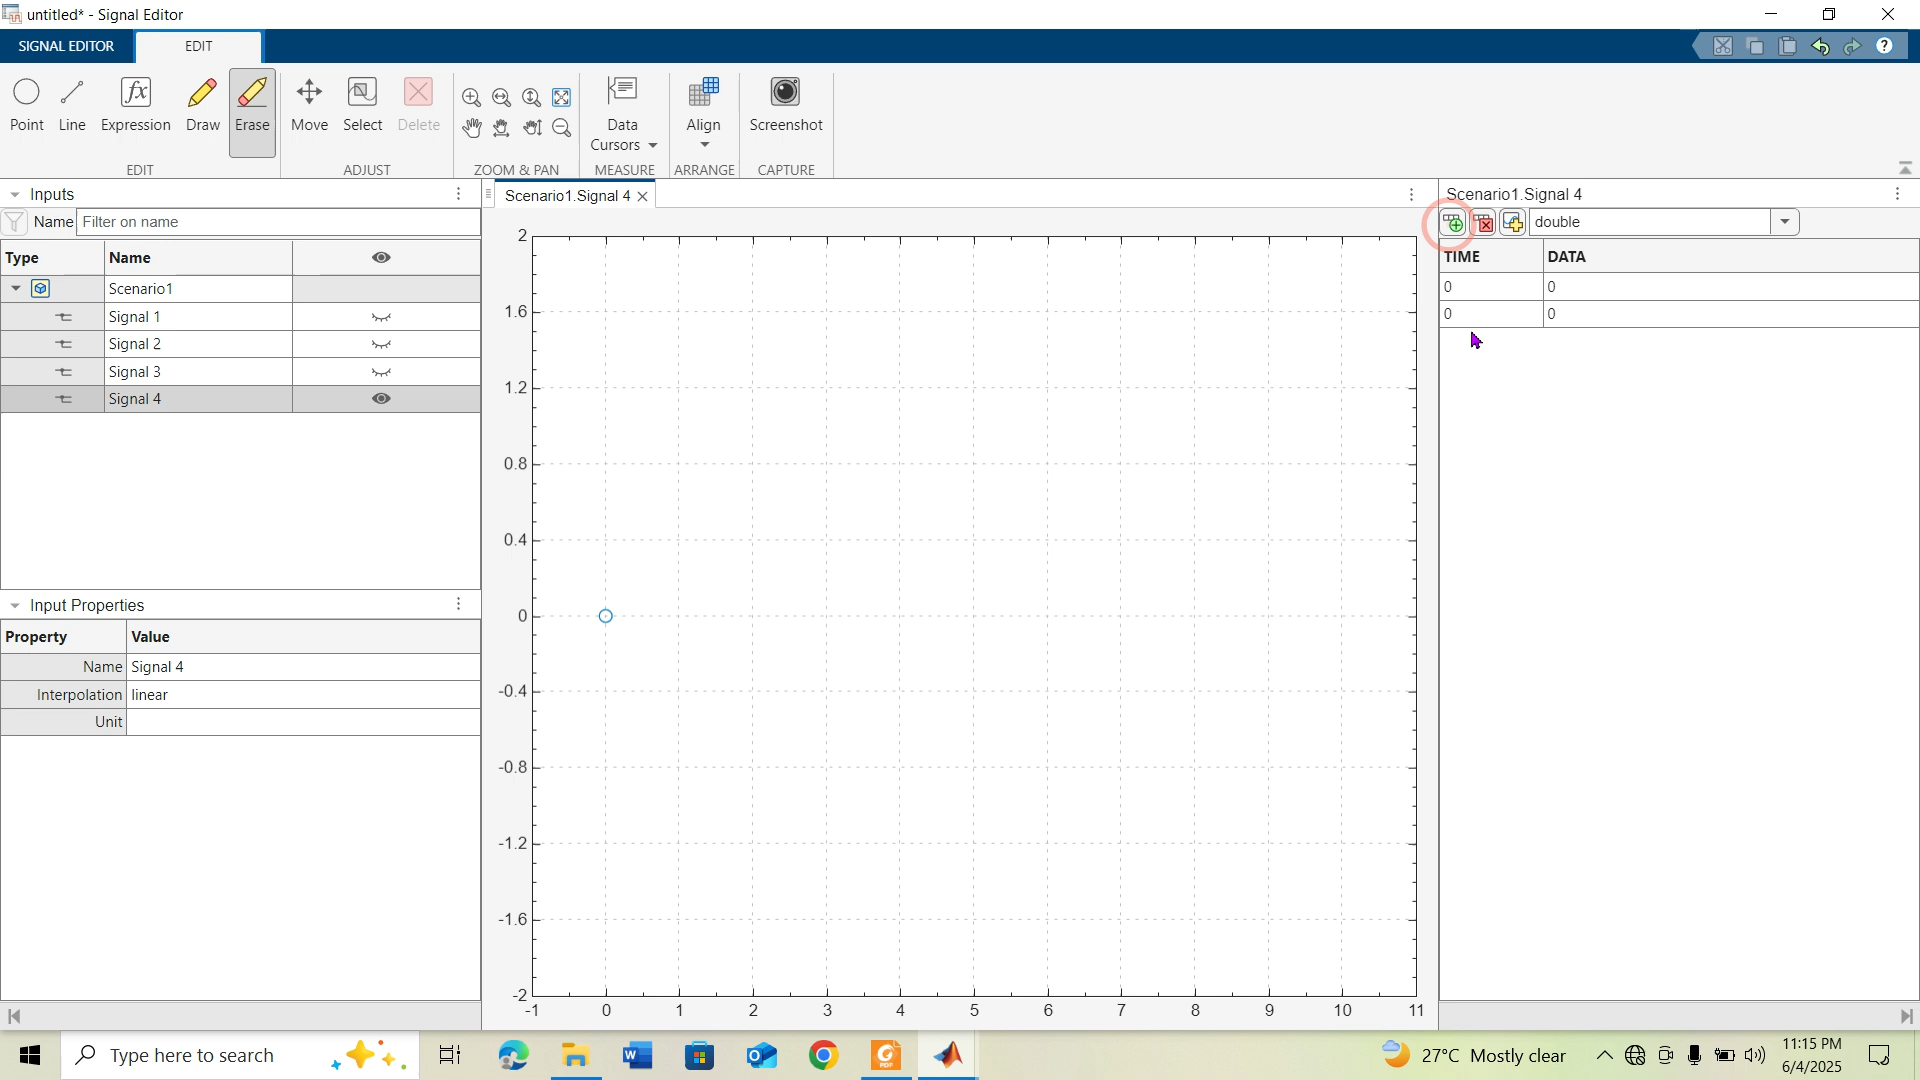 untitled* - Signal Editor
SIGNAL EDITOR
EDIT
Point
Line
Expression
Draw
Erase
Move
Select
Delete
Data
Cursors
Align
Screenshot
EDIT
ADJUST
ZOOM & PAN
MEASURE
ARRANGE
CAPTURE
Inputs
Name
Filter on name
Type
Name
Scenario1
Signal 1
Signal 2
Signal 3
Signal 4
Input Properties
Property
Value
Name
Signal 4
Interpolation
linear
Unit
Scenario1.Signal 4
2
1.6
1.2
0.8
0.4
0
-0.4
-0.8
-1.2
-1.6
-2
-1 0 1 2 3 4 5 6 7 8 9 10 11
Scenario1.Signal 4
double
TIME DATA
0 0
0 0
Type here to search
27°C Mostly clear
11:15 PM
6/4/2025